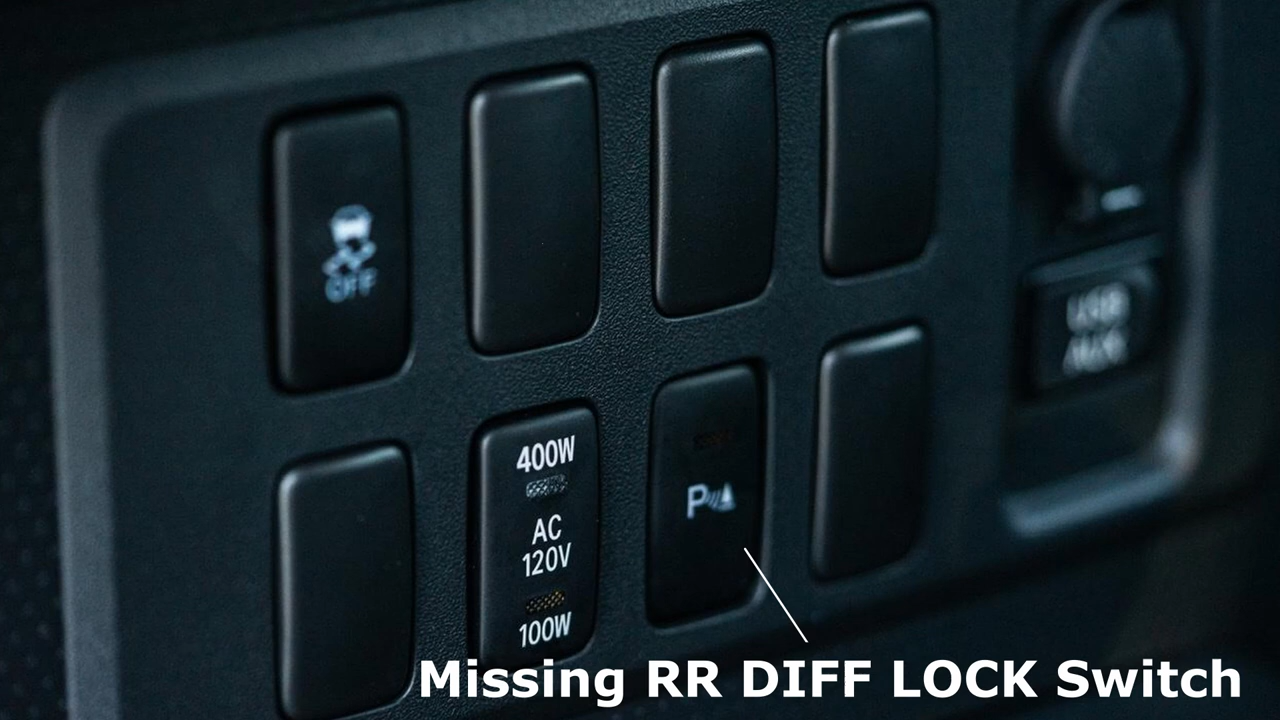 OFF
400W
AC
120V
100W
P
USB
AUX
Missing RR DIFF LOCK Switch